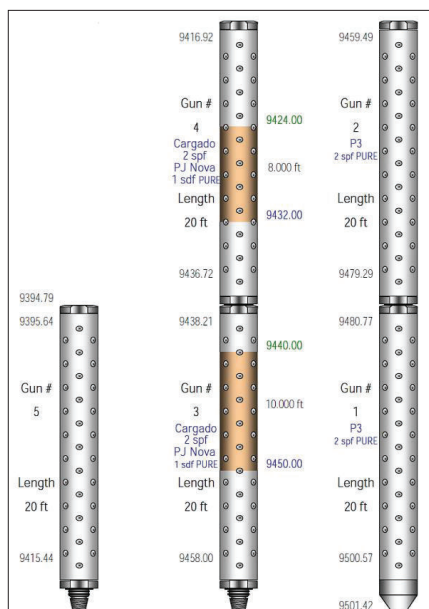 9394.79
9395.64
Gun #
5
Length
20 ft
9415.44
9416.92
Gun #
4
Cargado
2 spf
PJ Nova
1 sdf PURE
Length
20 ft
9424.00
8.000 ft
9432.00
9436.72
9438.21
Gun #
3
Cargado
2 spf
PJ Nova
1 sdf PURE
Length
20 ft
9440.00
10.000 ft
9450.00
9458.00
9459.49
Gun #
2
P3
2 spf PURE
Length
20 ft
9479.29
9480.77
Gun #
1
P3
2 spf PURE
Length
20 ft
9500.57
9501.42